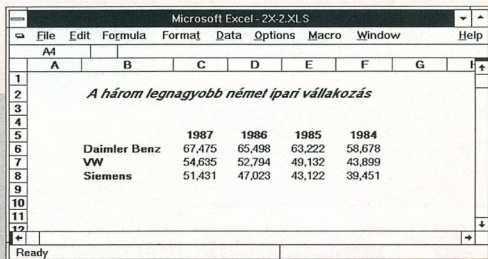 Microsoft Excel - 2X-2.XLS
File Edit Formula Format Data Options Macro Window Help
A4
A B C D E F G
1
2 A három legnagyobb német ipari vállakozás
3
4
5 1987 1986 1985 1984
6 Daimler Benz 67,475 65,498 63,222 58,678
7 VW 54,635 52,794 49,132 43,899
8 Siemens 51,431 47,023 43,122 39,451
9
10
11
12
Ready